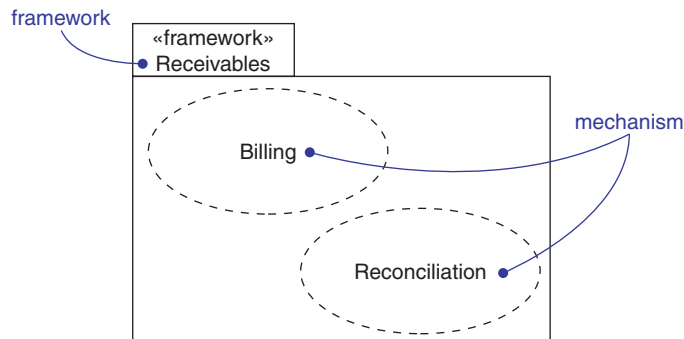 framework
«framework»
Receivables
mechanism
Billing
Reconciliation